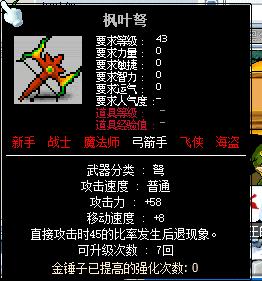 枫叶弩
要求等级: 43
要求力量: 0
要求敏捷: 0
要求智力: 0
要求运气: 0
要求人气度: -
道具等级: -
道具经验值: -
新手 战士 魔法师 弓箭手 飞侠 海盗
武器分类: 弩
攻击速度: 普通
攻击力: +58
移动速度: +8
直接攻击时45的比率发生后退现象。
可升级次数: 7回
金锤子已提高的强化次数: 0